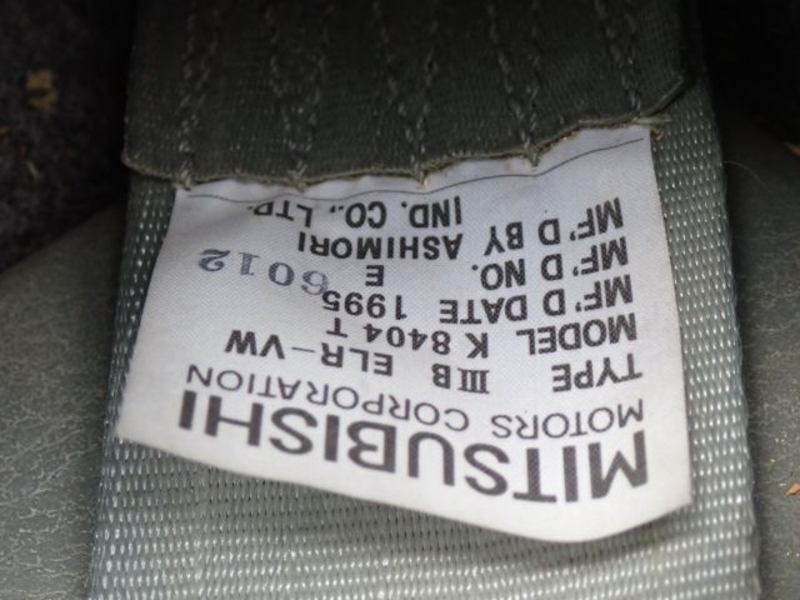 MITSUBISHI
MOTORS CORPORATION
TYPE ⅢB ELR-VW
MODEL K 8404 T
MF'D DATE 1995
MF'D NO. E 6012
MF'D BY ASHIMORI
IND. CO., LTD.